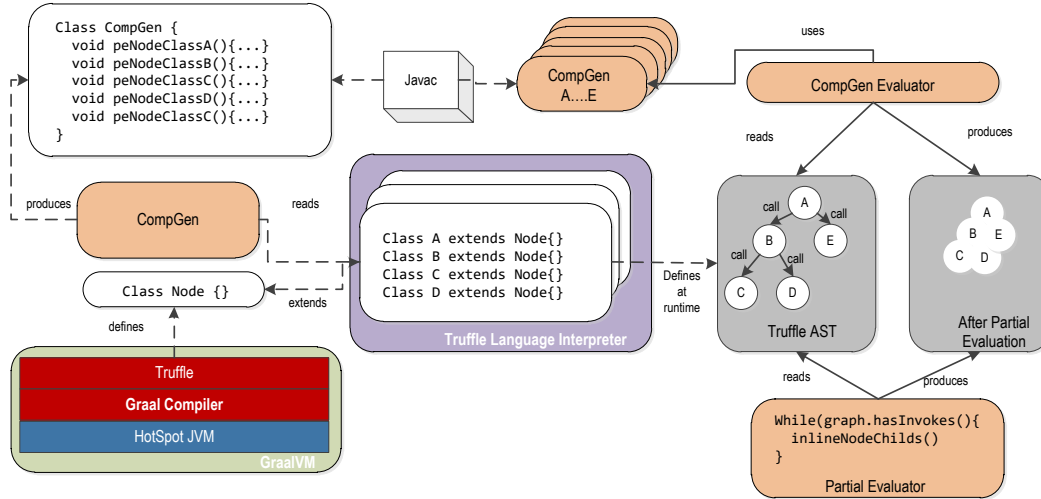 Class CompGen {
void peNodeClassA(){...}
void peNodeClassB(){...}
void peNodeClassC(){...}
void peNodeClassD(){...}
void peNodeClassC(){...}
}
Javac
CompGen
A....E
uses
CompGen Evaluator
reads
produces
produces
CompGen
reads
Class A extends Node{}
Class B extends Node{}
Class C extends Node{}
Class D extends Node{}
Truffle Language Interpreter
Defines
at
runtime
A
call
call
B
E
call
call
C
D
Truffle AST
A
B
E
C
D
After Partial
Evaluation
Class Node {}
extends
defines
Truffle
Graal Compiler
HotSpot JVM
GraalVM
reads
produces
While(graph.hasInvokes(){
inlineNodeChilds()
}
Partial Evaluator